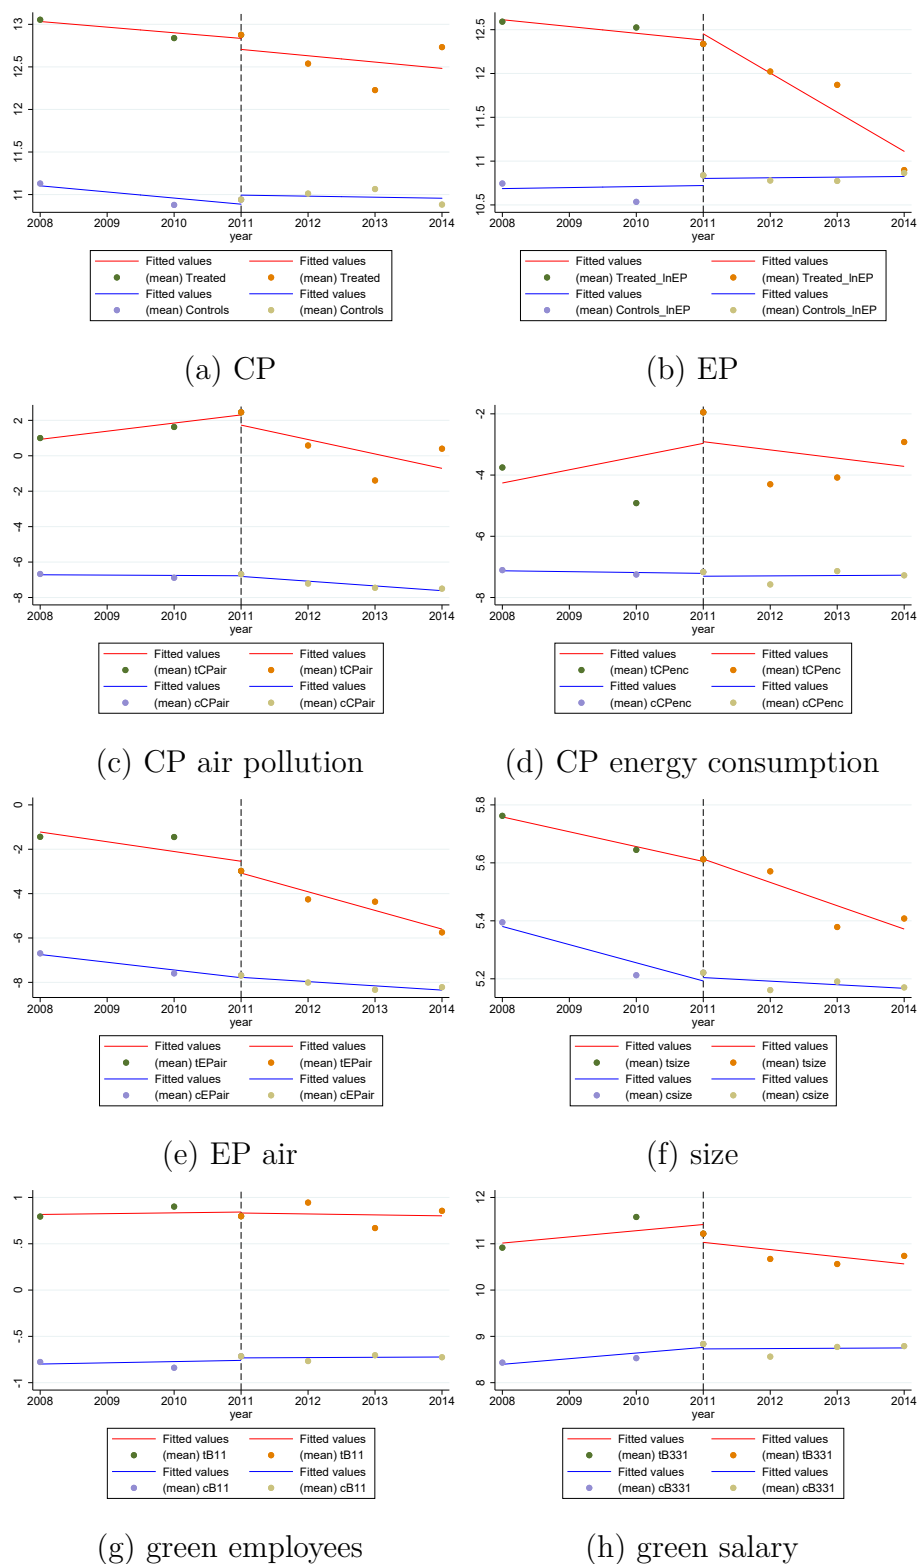 13
12.5
12
11.5
11
2008 2009 2010 2011 2012 2013 2014
year
Fitted values Fitted values
(mean) Treated (mean) Treated
Fitted values Fitted values
(mean) Controls (mean) Controls
(a) CP
12.5
12
11.5
11
10.5
2008 2009 2010 2011 2012 2013 2014
year
Fitted values Fitted values
(mean) Treated_lnEP (mean) Treated_lnEP
Fitted values Fitted values
(mean) Controls_lnEP (mean) Controls_lnEP
(b) EP
2
0
-2
-4
-6
-8
2008 2009 2010 2011 2012 2013 2014
year
Fitted values Fitted values
(mean) tCPair (mean) tCPair
Fitted values Fitted values
(mean) cCPair (mean) cCPair
(c) CP air pollution
-2
-4
-6
-8
2008 2009 2010 2011 2012 2013 2014
year
Fitted values Fitted values
(mean) tCPenc (mean) tCPenc
Fitted values Fitted values
(mean) cCPenc (mean) cCPenc
(d) CP energy consumption
0
-2
-4
-6
-8
2008 2009 2010 2011 2012 2013 2014
year
Fitted values Fitted values
(mean) tEPair (mean) tEPair
Fitted values Fitted values
(mean) cEPair (mean) cEPair
(e) EP air
5.8
5.6
5.4
5.2
2008 2009 2010 2011 2012 2013 2014
year
Fitted values Fitted values
(mean) tsize (mean) tsize
Fitted values Fitted values
(mean) csize (mean) csize
(f) size
1
.5
0
-.5
-1
2008 2009 2010 2011 2012 2013 2014
year
Fitted values Fitted values
(mean) tB11 (mean) tB11
Fitted values Fitted values
(mean) cB11 (mean) cB11
(g) green employees
12
11
10
9
8
2008 2009 2010 2011 2012 2013 2014
year
Fitted values Fitted values
(mean) tB331 (mean) tB331
Fitted values Fitted values
(mean) cB331 (mean) cB331
(h) green salary